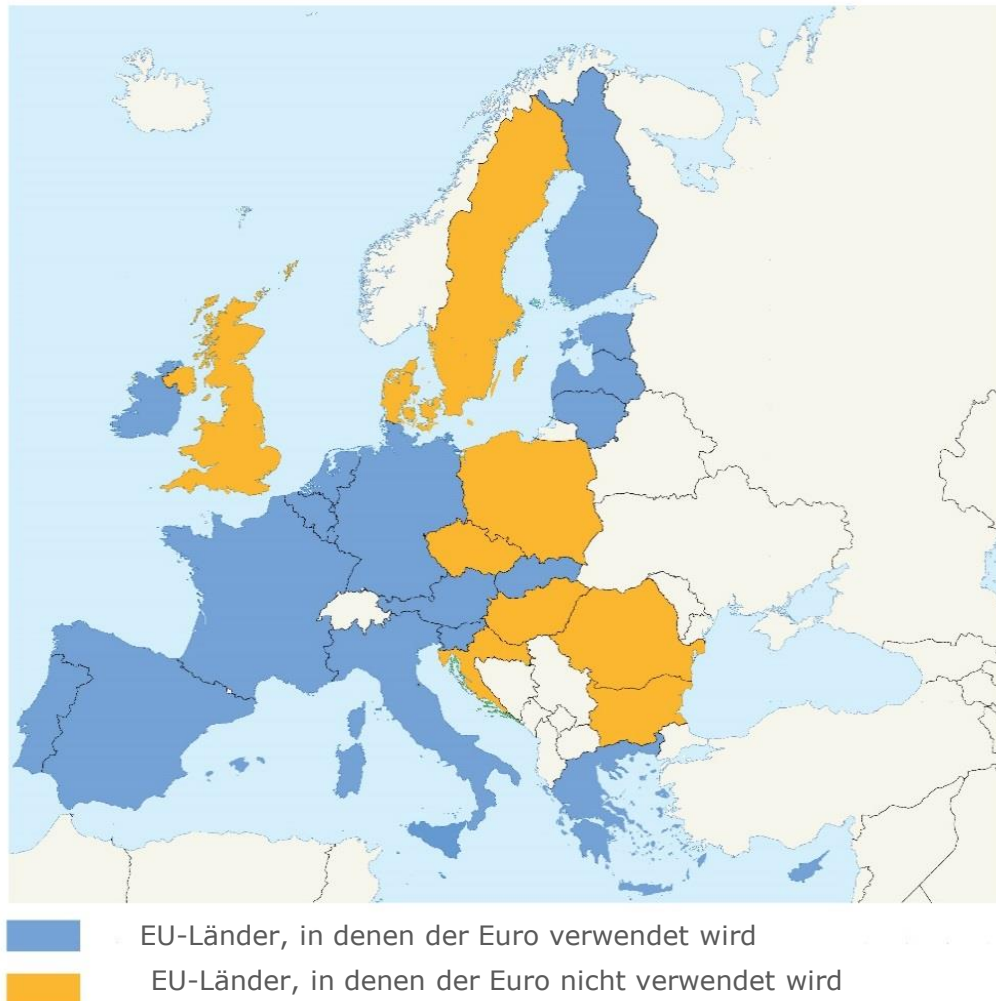 EU-Länder, in denen der Euro verwendet wird
EU-Länder, in denen der Euro nicht verwendet wird